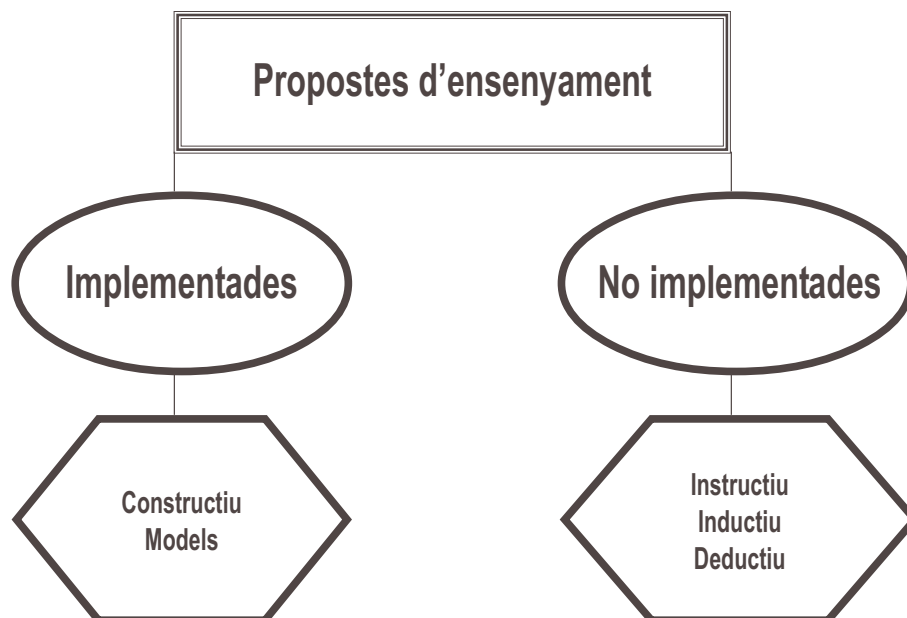 Propostes d’ensenyament
Implementades
No implementades
Constructiu
Models
Instructiu
Inductiu
Deductiu